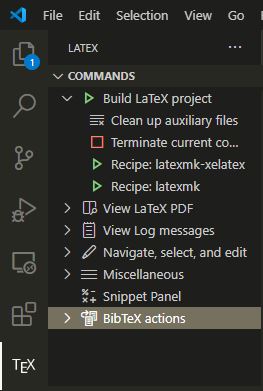 File Edit Selection Go
LATEX
COMMANDS
Build LaTeX project
Clean up auxiliary files
Terminate current co...
Recipe: latexmk-xelatex
Recipe: latexmk
View LaTeX PDF
View Log messages
Navigate, select, and edit
Miscellaneous
Snippet Panel
BibTeX actions
1
TEX